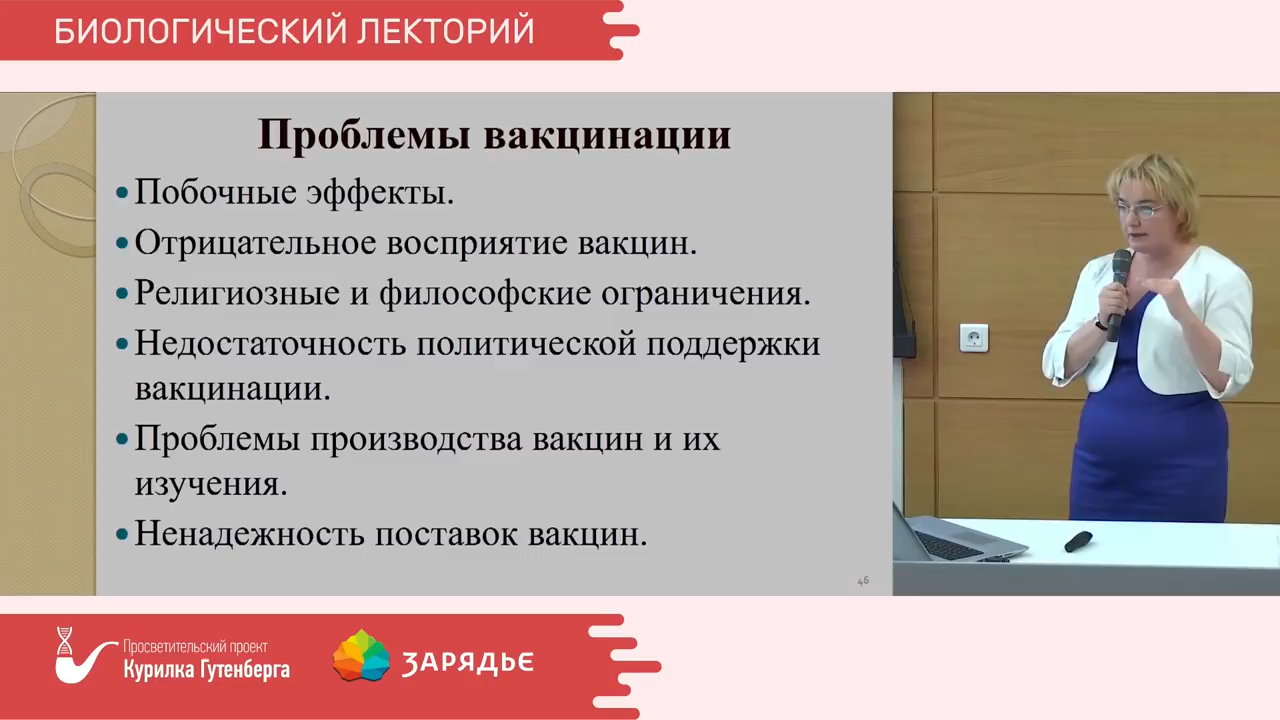 БИОЛОГИЧЕСКИЙ ЛЕКТОРИЙ
Проблемы вакцинации
•Побочные эффекты.
•Отрицательное восприятие вакцин.
•Религиозные и философские ограничения.
•Недостаточность политической поддержки
вакцинации.
•Проблемы производства вакцин и их
изучения.
•Ненадежность поставок вакцин.
46
Просветительский проект
Курилка Гутенберга
ЗАРЯДЬЕ